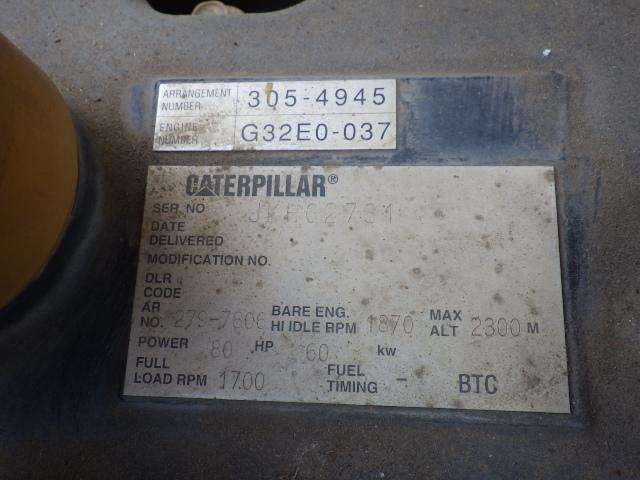 ARRANGEMENT NUMBER 305-4945
ENGINE NUMBER G32E0-037
CATERPILLAR®
SER. NO
DATE
DELIVERED
MODIFICATION NO.
DLR
CODE
AR
NO. 279-7606 BARE ENG. HI IDLE RPM 1870 MAX ALT 2300 M
POWER 80 HP 60 kw
FULL
LOAD RPM 1700 FUEL TIMING - BTC